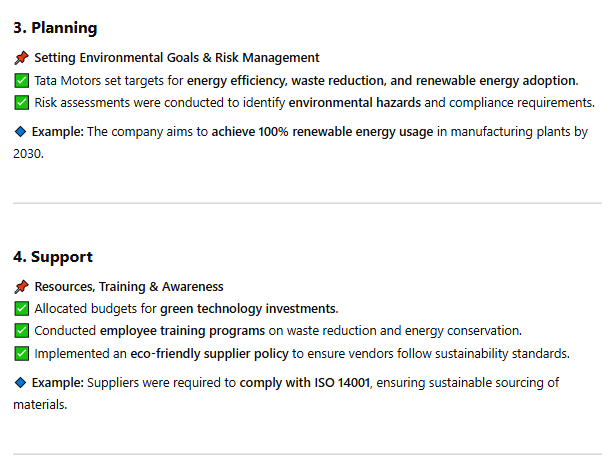 3. Planning
📌 Setting Environmental Goals & Risk Management
✅ Tata Motors set targets for energy efficiency, waste reduction, and renewable energy adoption.
✅ Risk assessments were conducted to identify environmental hazards and compliance requirements.
🔹 Example: The company aims to achieve 100% renewable energy usage in manufacturing plants by
2030.
4. Support
📌 Resources, Training & Awareness
✅ Allocated budgets for green technology investments.
✅ Conducted employee training programs on waste reduction and energy conservation.
✅ Implemented an eco-friendly supplier policy to ensure vendors follow sustainability standards.
🔹 Example: Suppliers were required to comply with ISO 14001, ensuring sustainable sourcing of
materials.